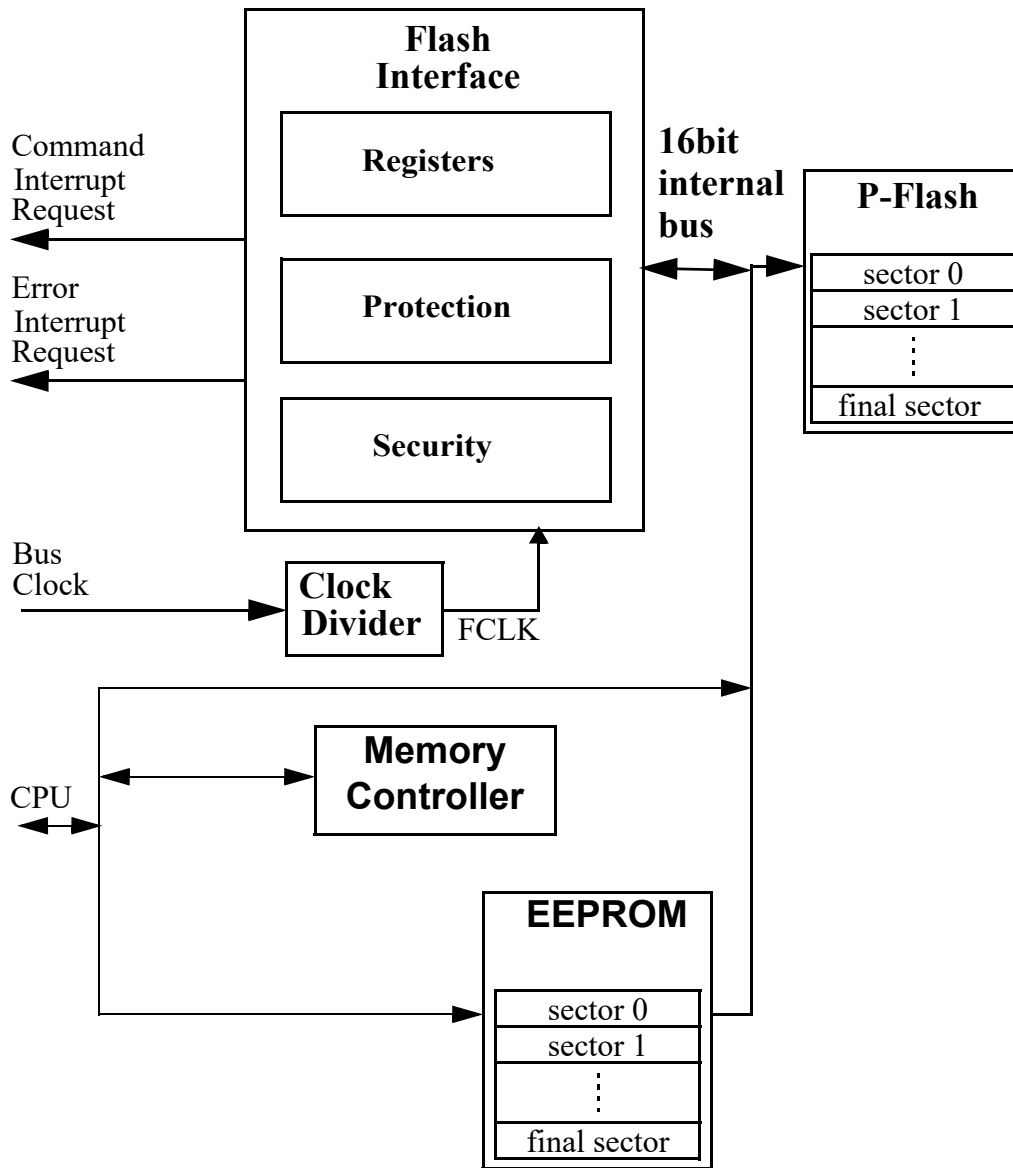 Flash
Interface
Registers
Protection
Security
Command
Interrupt
Request
Error
Interrupt
Request
16bit
internal
bus
P-Flash
sector 0
sector 1
final sector
Bus
Clock
Clock
Divider
FCLK
Memory
Controller
CPU
EEPROM
sector 0
sector 1
final sector